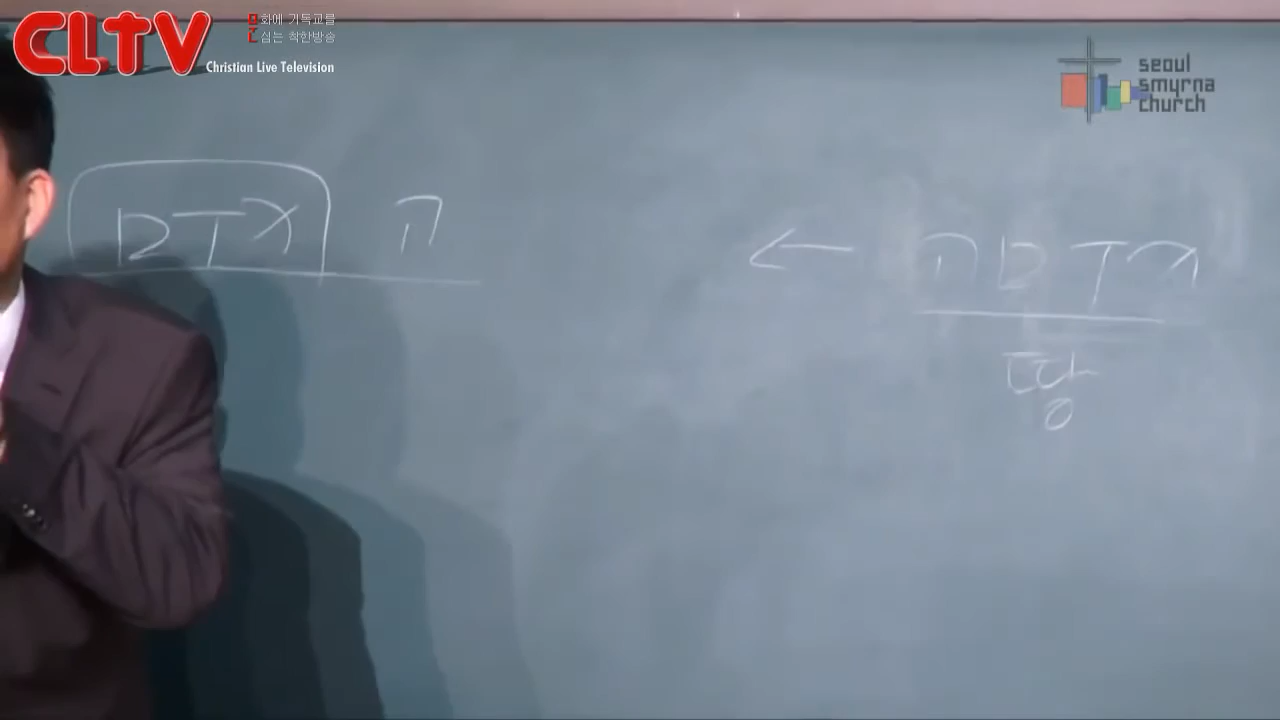 CLTV
문화에 기독교를
심는 착한방송
Christian Live Television
seoul
smyrna
church
ה אדם
← אדמה
땅